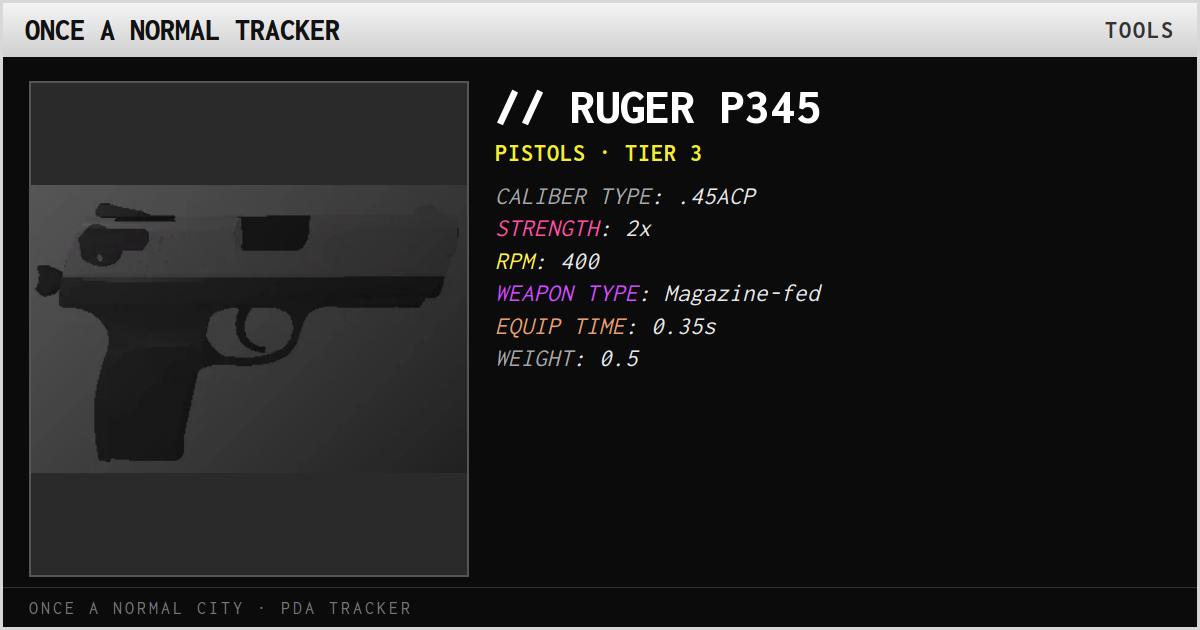 ONCE A NORMAL TRACKER
TOOLS
// RUGER P345
PISTOLS · TIER 3
CALIBER TYPE: .45ACP
STRENGTH: 2x
RPM: 400
WEAPON TYPE: Magazine-fed
EQUIP TIME: 0.35s
WEIGHT: 0.5
ONCE A NORMAL CITY · PDA TRACKER